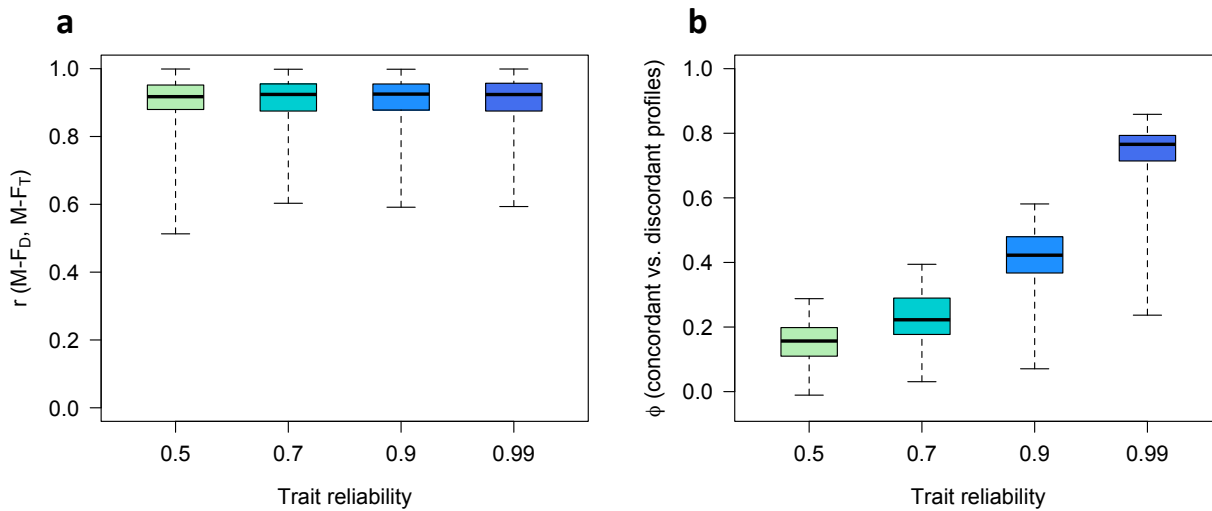 a
r (M-F_D, M-F_T)
1.0
0.8
0.6
0.4
0.2
0.0
0.5 0.7 0.9 0.99
Trait reliability
b
ϕ (concordant vs. discordant profiles)
1.0
0.8
0.6
0.4
0.2
0.0
0.5 0.7 0.9 0.99
Trait reliability